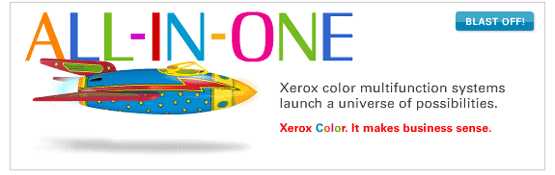 ALL-IN-ONE
BLAST OFF!
Xerox color multifunction systems
launch a universe of possibilities.
Xerox Color. It makes business sense.